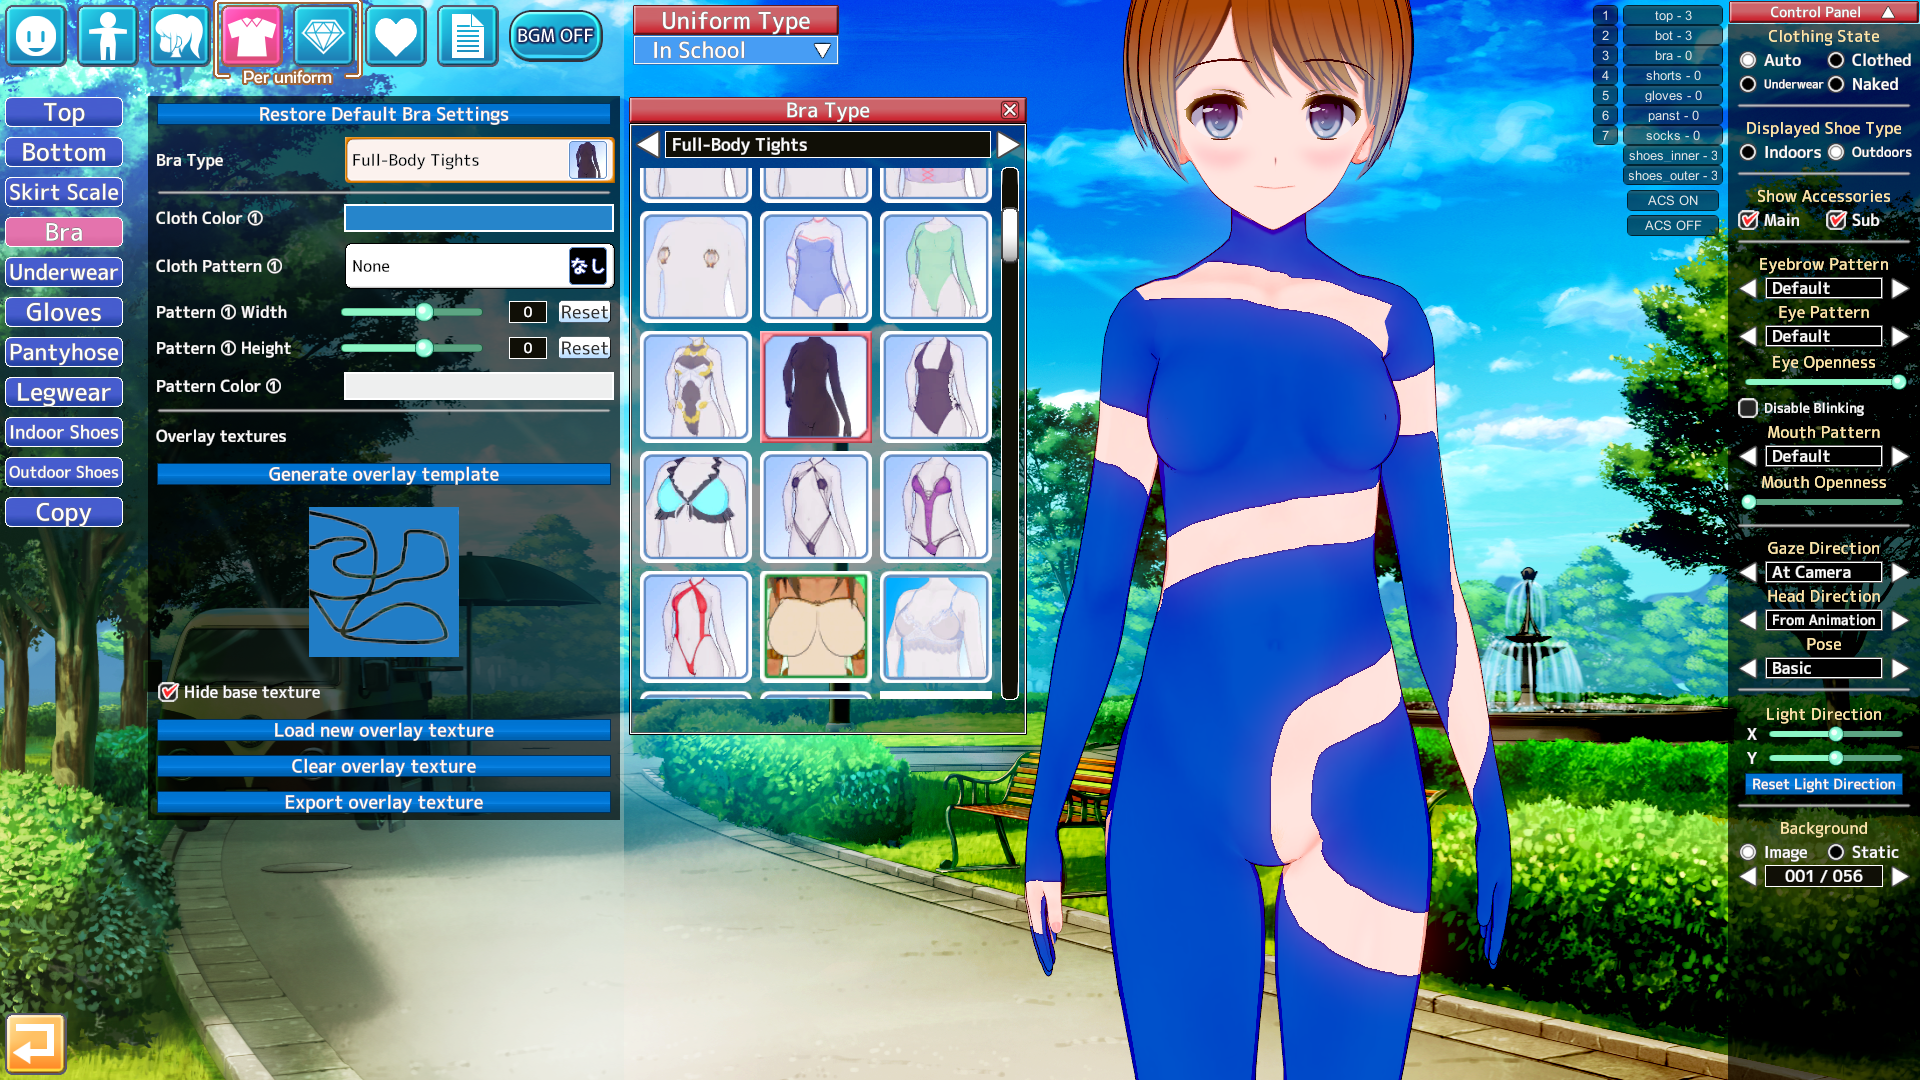 Per uniform
BGM OFF
Uniform Type
In School
Top
Bottom
Skirt Scale
Bra
Underwear
Gloves
Pantyhose
Legwear
Indoor Shoes
Outdoor Shoes
Copy
Restore Default Bra Settings
Bra Type
Full-Body Tights
Cloth Color ①
Cloth Pattern ①
None
なし
Pattern ① Width
0
Reset
Pattern ① Height
0
Reset
Pattern Color ①
Overlay textures
Generate overlay template
Hide base texture
Load new overlay texture
Clear overlay texture
Export overlay texture
Bra Type
Full-Body Tights
1 top - 3
2 bot - 3
3 bra - 0
4 shorts - 0
5 gloves - 0
6 panst - 0
7 socks - 0
shoes_inner - 3
shoes_outer - 3
ACS ON
ACS OFF
Control Panel
Clothing State
Auto Clothed
Underwear Naked
Displayed Shoe Type
Indoors Outdoors
Show Accessories
Main Sub
Eyebrow Pattern
Default
Eye Pattern
Default
Eye Openness
Disable Blinking
Mouth Pattern
Default
Mouth Openness
Gaze Direction
At Camera
Head Direction
From Animation
Pose
Basic
Light Direction
X
Y
Reset Light Direction
Background
Image Static
001 / 056